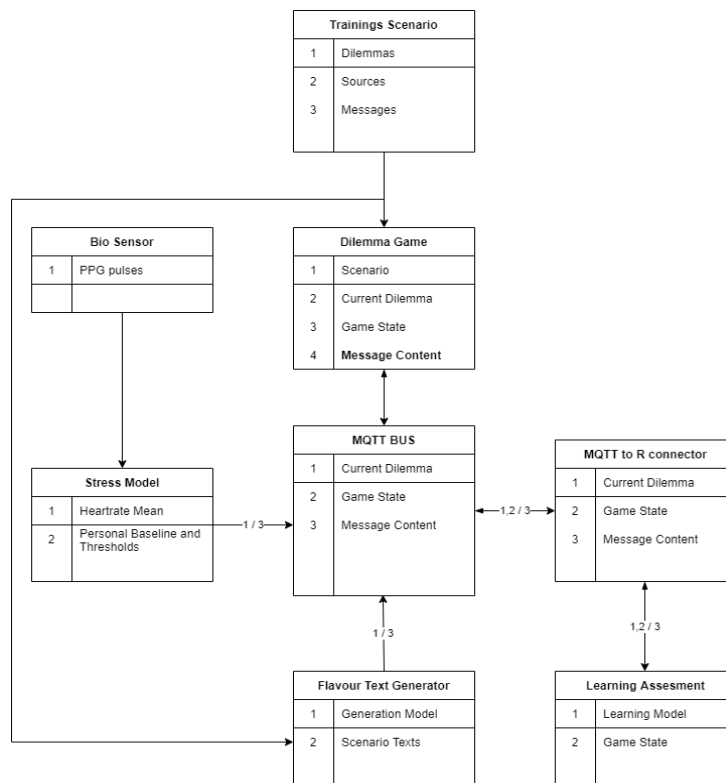 Trainings Scenario
1 Dilemmas
2 Sources
3 Messages
Bio Sensor
1 PPG pulses
Dilemma Game
1 Scenario
2 Current Dilemma
3 Game State
4 Message Content
MQTT BUS
1 Current Dilemma
2 Game State
3 Message Content
MQTT to R connector
1 Current Dilemma
2 Game State
3 Message Content
Stress Model
1 Heartrate Mean
2 Personal Baseline and
Thresholds
1 / 3
1,2 / 3
1 / 3
1,2 / 3
Flavour Text Generator
1 Generation Model
2 Scenario Texts
Learning Assesment
1 Learning Model
2 Game State